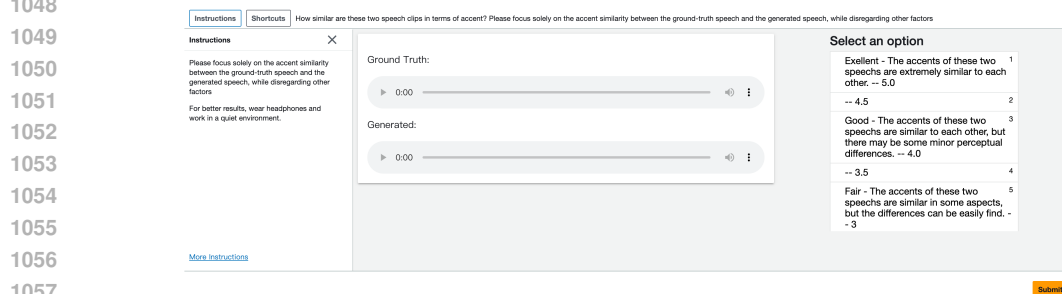 1048
1049
1050
1051
1052
1053
1054
1055
1056
1057
Instructions Shortcuts How similar are these two speech clips in terms of accent? Please focus solely on the accent similarity between the ground-truth speech and the generated speech, while disregarding other factors
Instructions
Please focus solely on the accent similarity
between the ground-truth speech and the
generated speech, while disregarding other
factors
For better results, wear headphones and
work in a quiet environment.
More Instructions
Ground Truth:
0:00
Generated:
0:00
Select an option
Exellent - The accents of these two 1
speechs are extremely similar to each
other. -- 5.0
-- 4.5 2
Good - The accents of these two 3
speechs are similar to each other, but
there may be some minor perceptual
differences. -- 4.0
-- 3.5 4
Fair - The accents of these two 5
speechs are similar in some aspects,
but the differences can be easily find. -
- 3
Submit